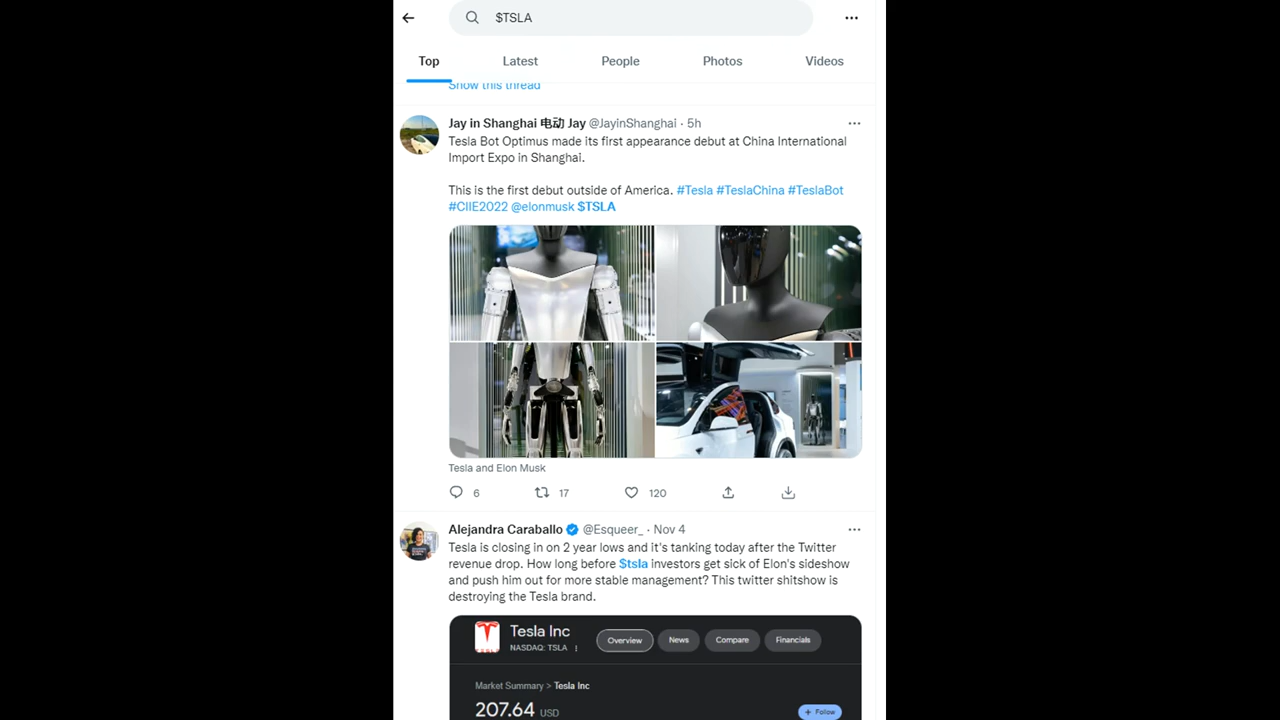 $TSLA
Top Latest People Photos Videos
Show this thread
Jay in Shanghai 电动 Jay @JayinShanghai · 5h
Tesla Bot Optimus made its first appearance debut at China International
Import Expo in Shanghai.
This is the first debut outside of America. #Tesla #TeslaChina #TeslaBot
#CIIE2022 @elonmusk $TSLA
Tesla and Elon Musk
6 17 120
Alejandra Caraballo @Esqueer_ · Nov 4
Tesla is closing in on 2 year lows and it's tanking today after the Twitter
revenue drop. How long before $tsla investors get sick of Elon's sideshow
and push him out for more stable management? This twitter shitshow is
destroying the Tesla brand.
Tesla Inc
NASDAQ: TSLA
Overview News Compare Financials
Market Summary > Tesla Inc
207.64 USD
+ Follow